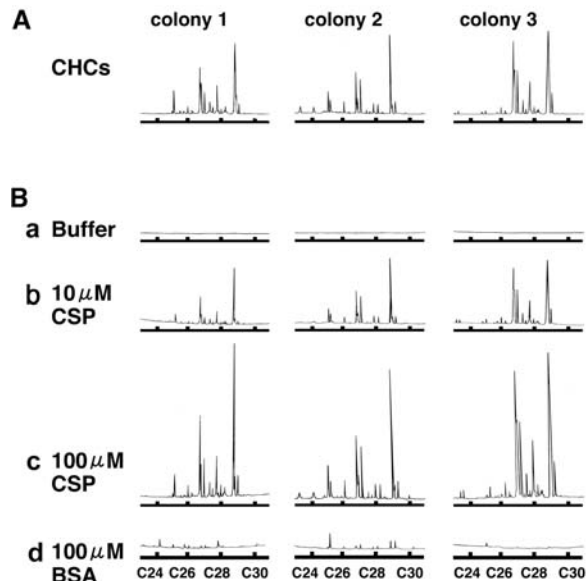 A
colony 1 colony 2 colony 3
CHCs
B
a Buffer
b 10 μM
CSP
c 100 μM
CSP
d 100 μM
BSA C24 C26 C28 C30 C24 C26 C28 C30 C24 C26 C28 C30